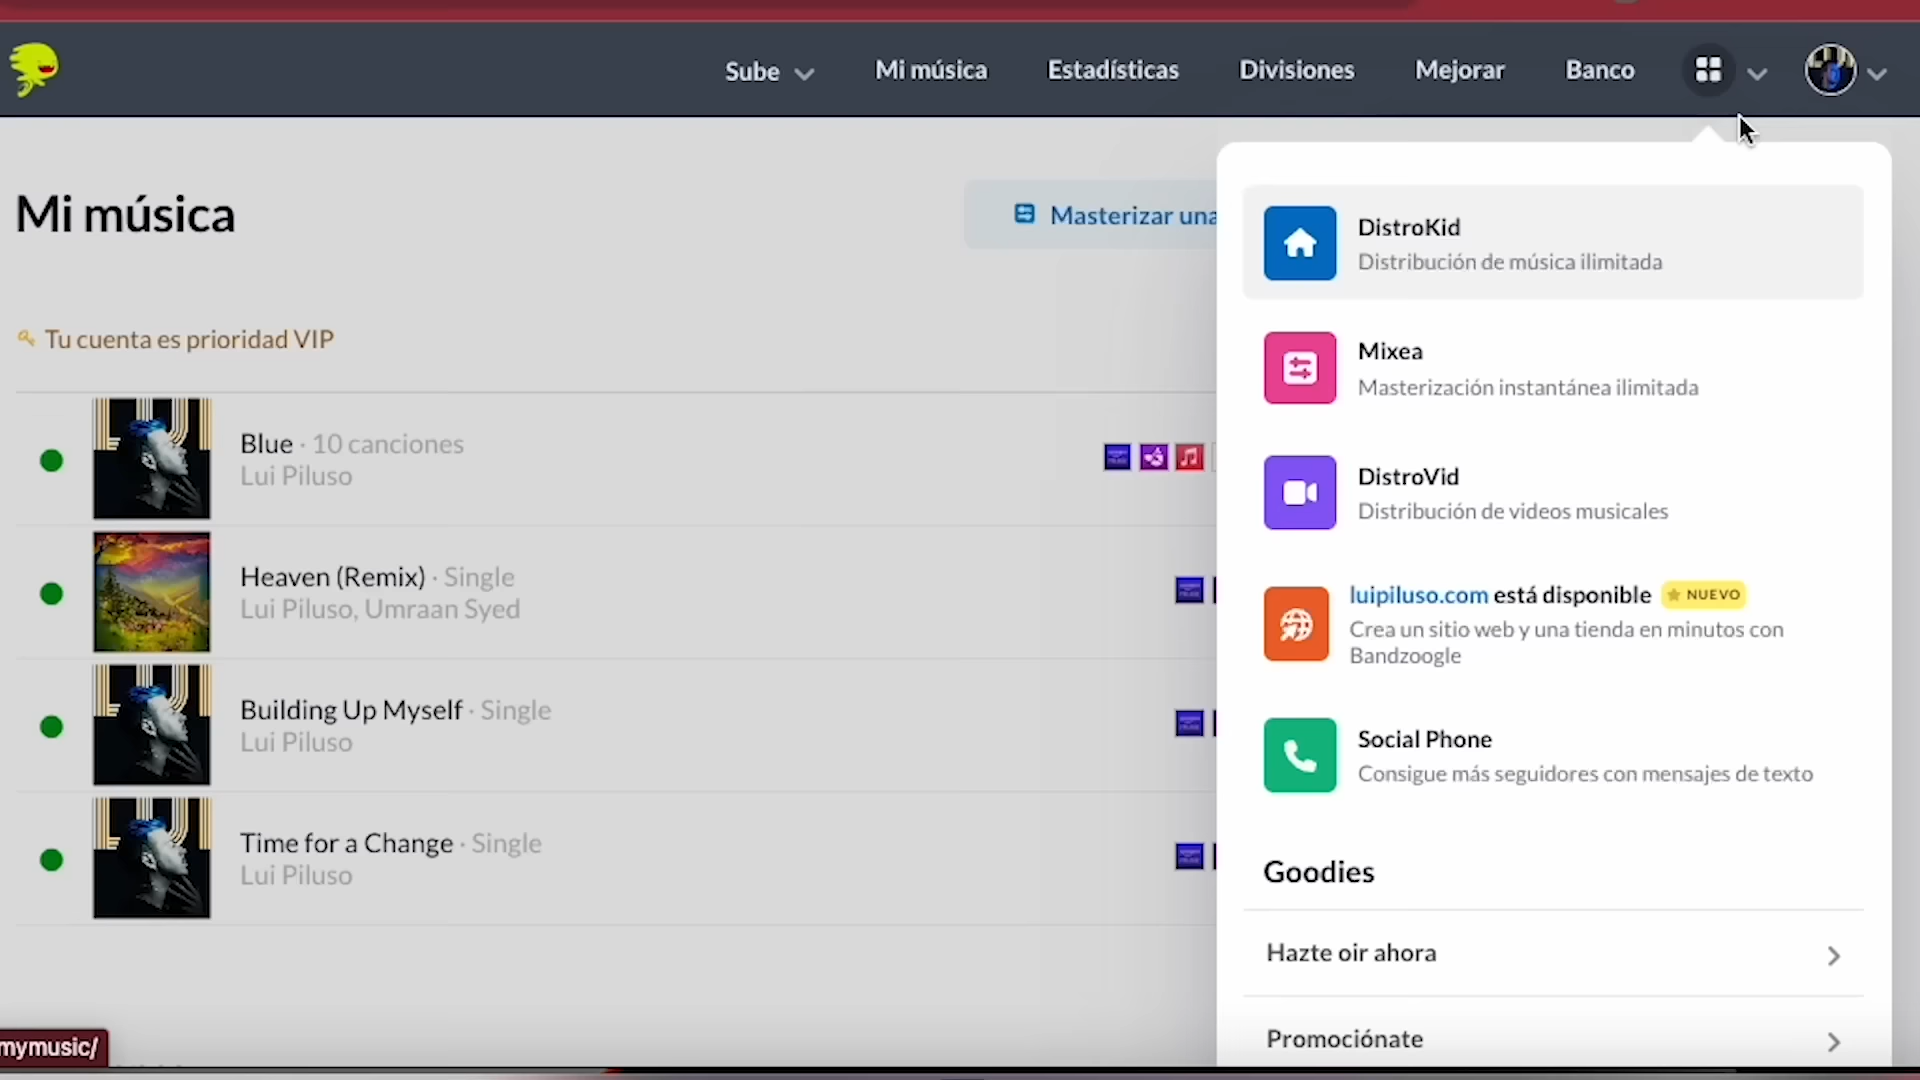 Sube
Mi música
Estadísticas
Divisiones
Mejorar
Banco
Mi música
Masterizar una
Tu cuenta es prioridad VIP
Blue · 10 canciones
Lui Piluso
Heaven (Remix) · Single
Lui Piluso, Umraan Syed
Building Up Myself · Single
Lui Piluso
Time for a Change · Single
Lui Piluso
DistroKid
Distribución de música ilimitada
Mixea
Masterización instantánea ilimitada
DistroVid
Distribución de videos musicales
luipiluso.com está disponible NUEVO
Crea un sitio web y una tienda en minutos con
Bandzoogle
Social Phone
Consigue más seguidores con mensajes de texto
Goodies
Hazte oir ahora
Promociónate
mymusic/